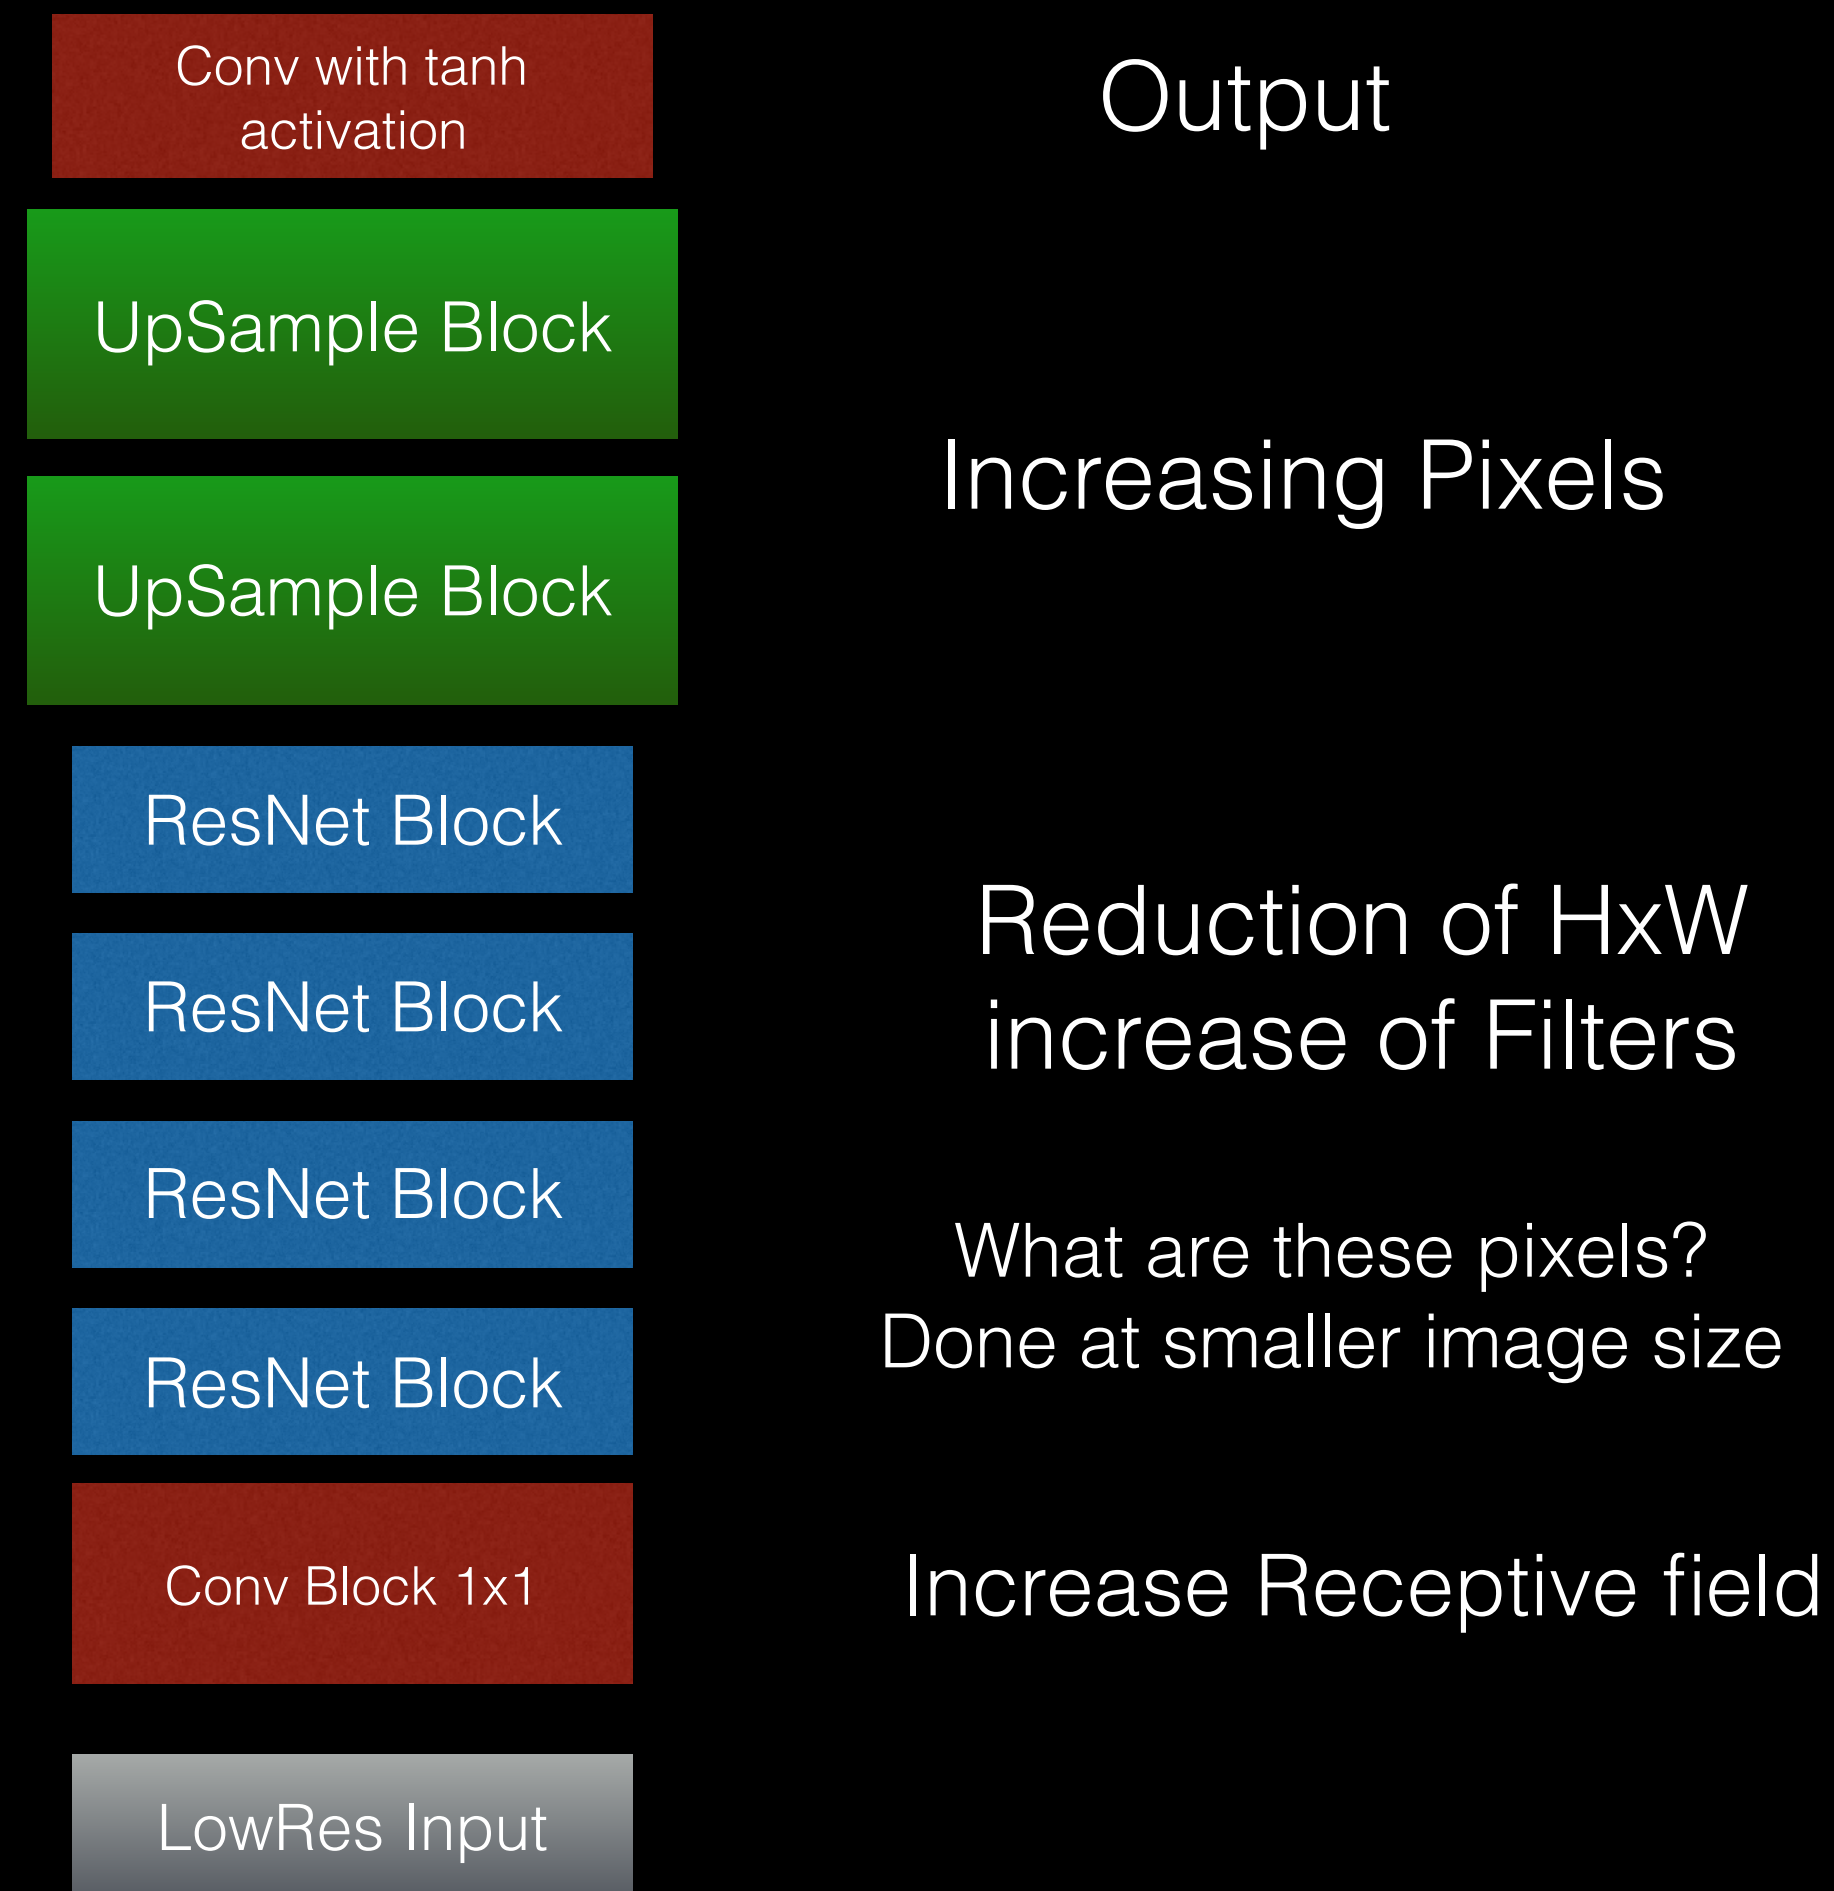 Conv with tanh
activation
Output
UpSample Block
Increasing Pixels
UpSample Block
ResNet Block
Reduction of HxW
increase of Filters
ResNet Block
ResNet Block
What are these pixels?
Done at smaller image size
ResNet Block
Conv Block 1x1
Increase Receptive field
LowRes Input